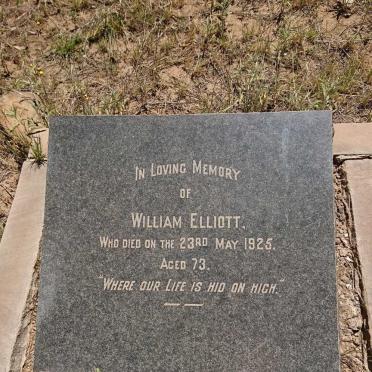 IN LOVING MEMORY
OF
WILLIAM ELLIOTT.
WHO DIED ON THE 23RD MAY 1925.
AGED 73.
"WHERE OUR LIFE IS HID ON HIGH."